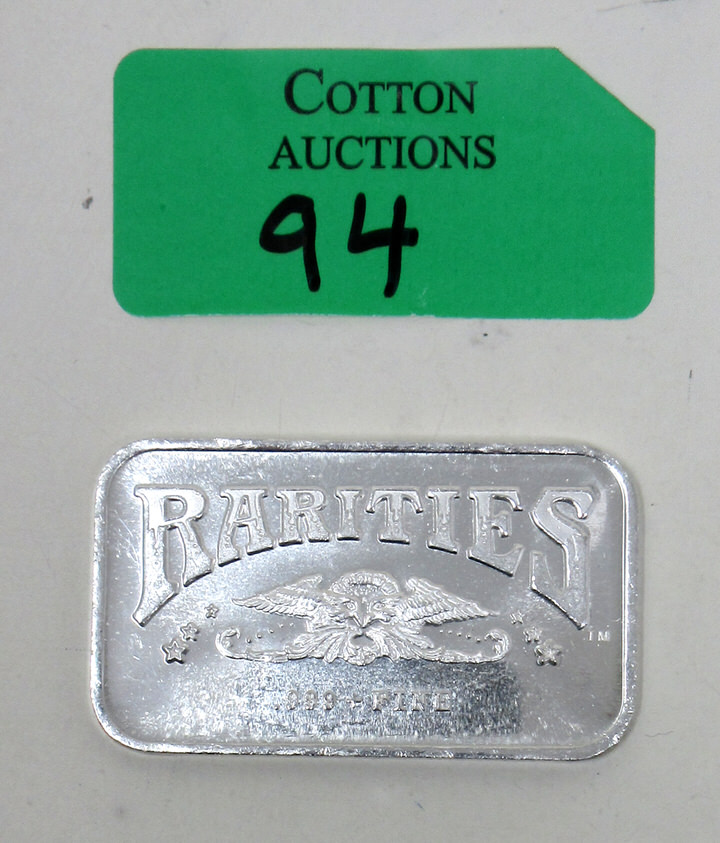 COTTON
AUCTIONS
94
RARITIES
TM
.999 - FINE